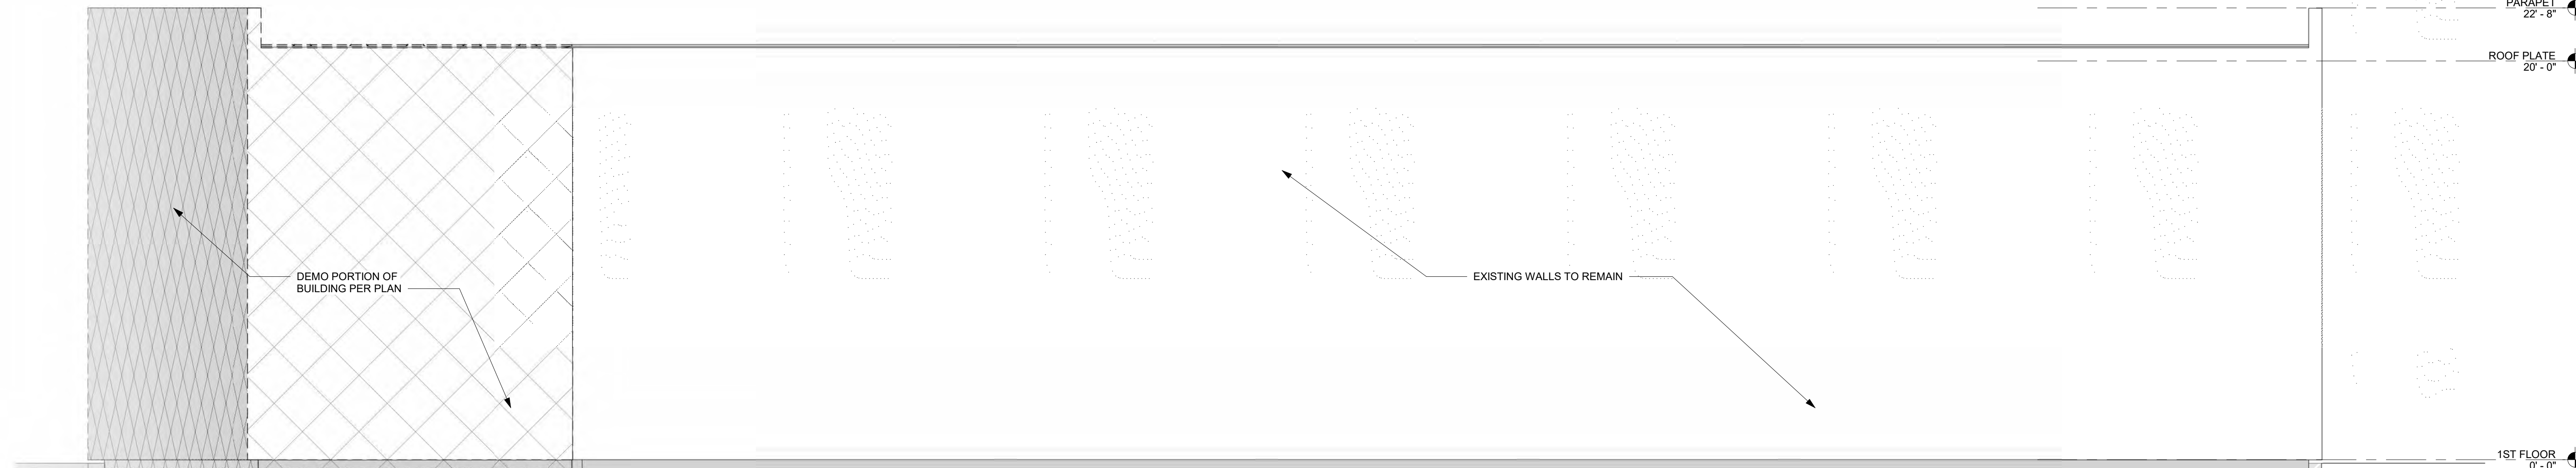 PARAPET
22' - 8"
ROOF PLATE
20' - 0"
DEMO PORTION OF
BUILDING PER PLAN
EXISTING WALLS TO REMAIN
1ST FLOOR
0' - 0"